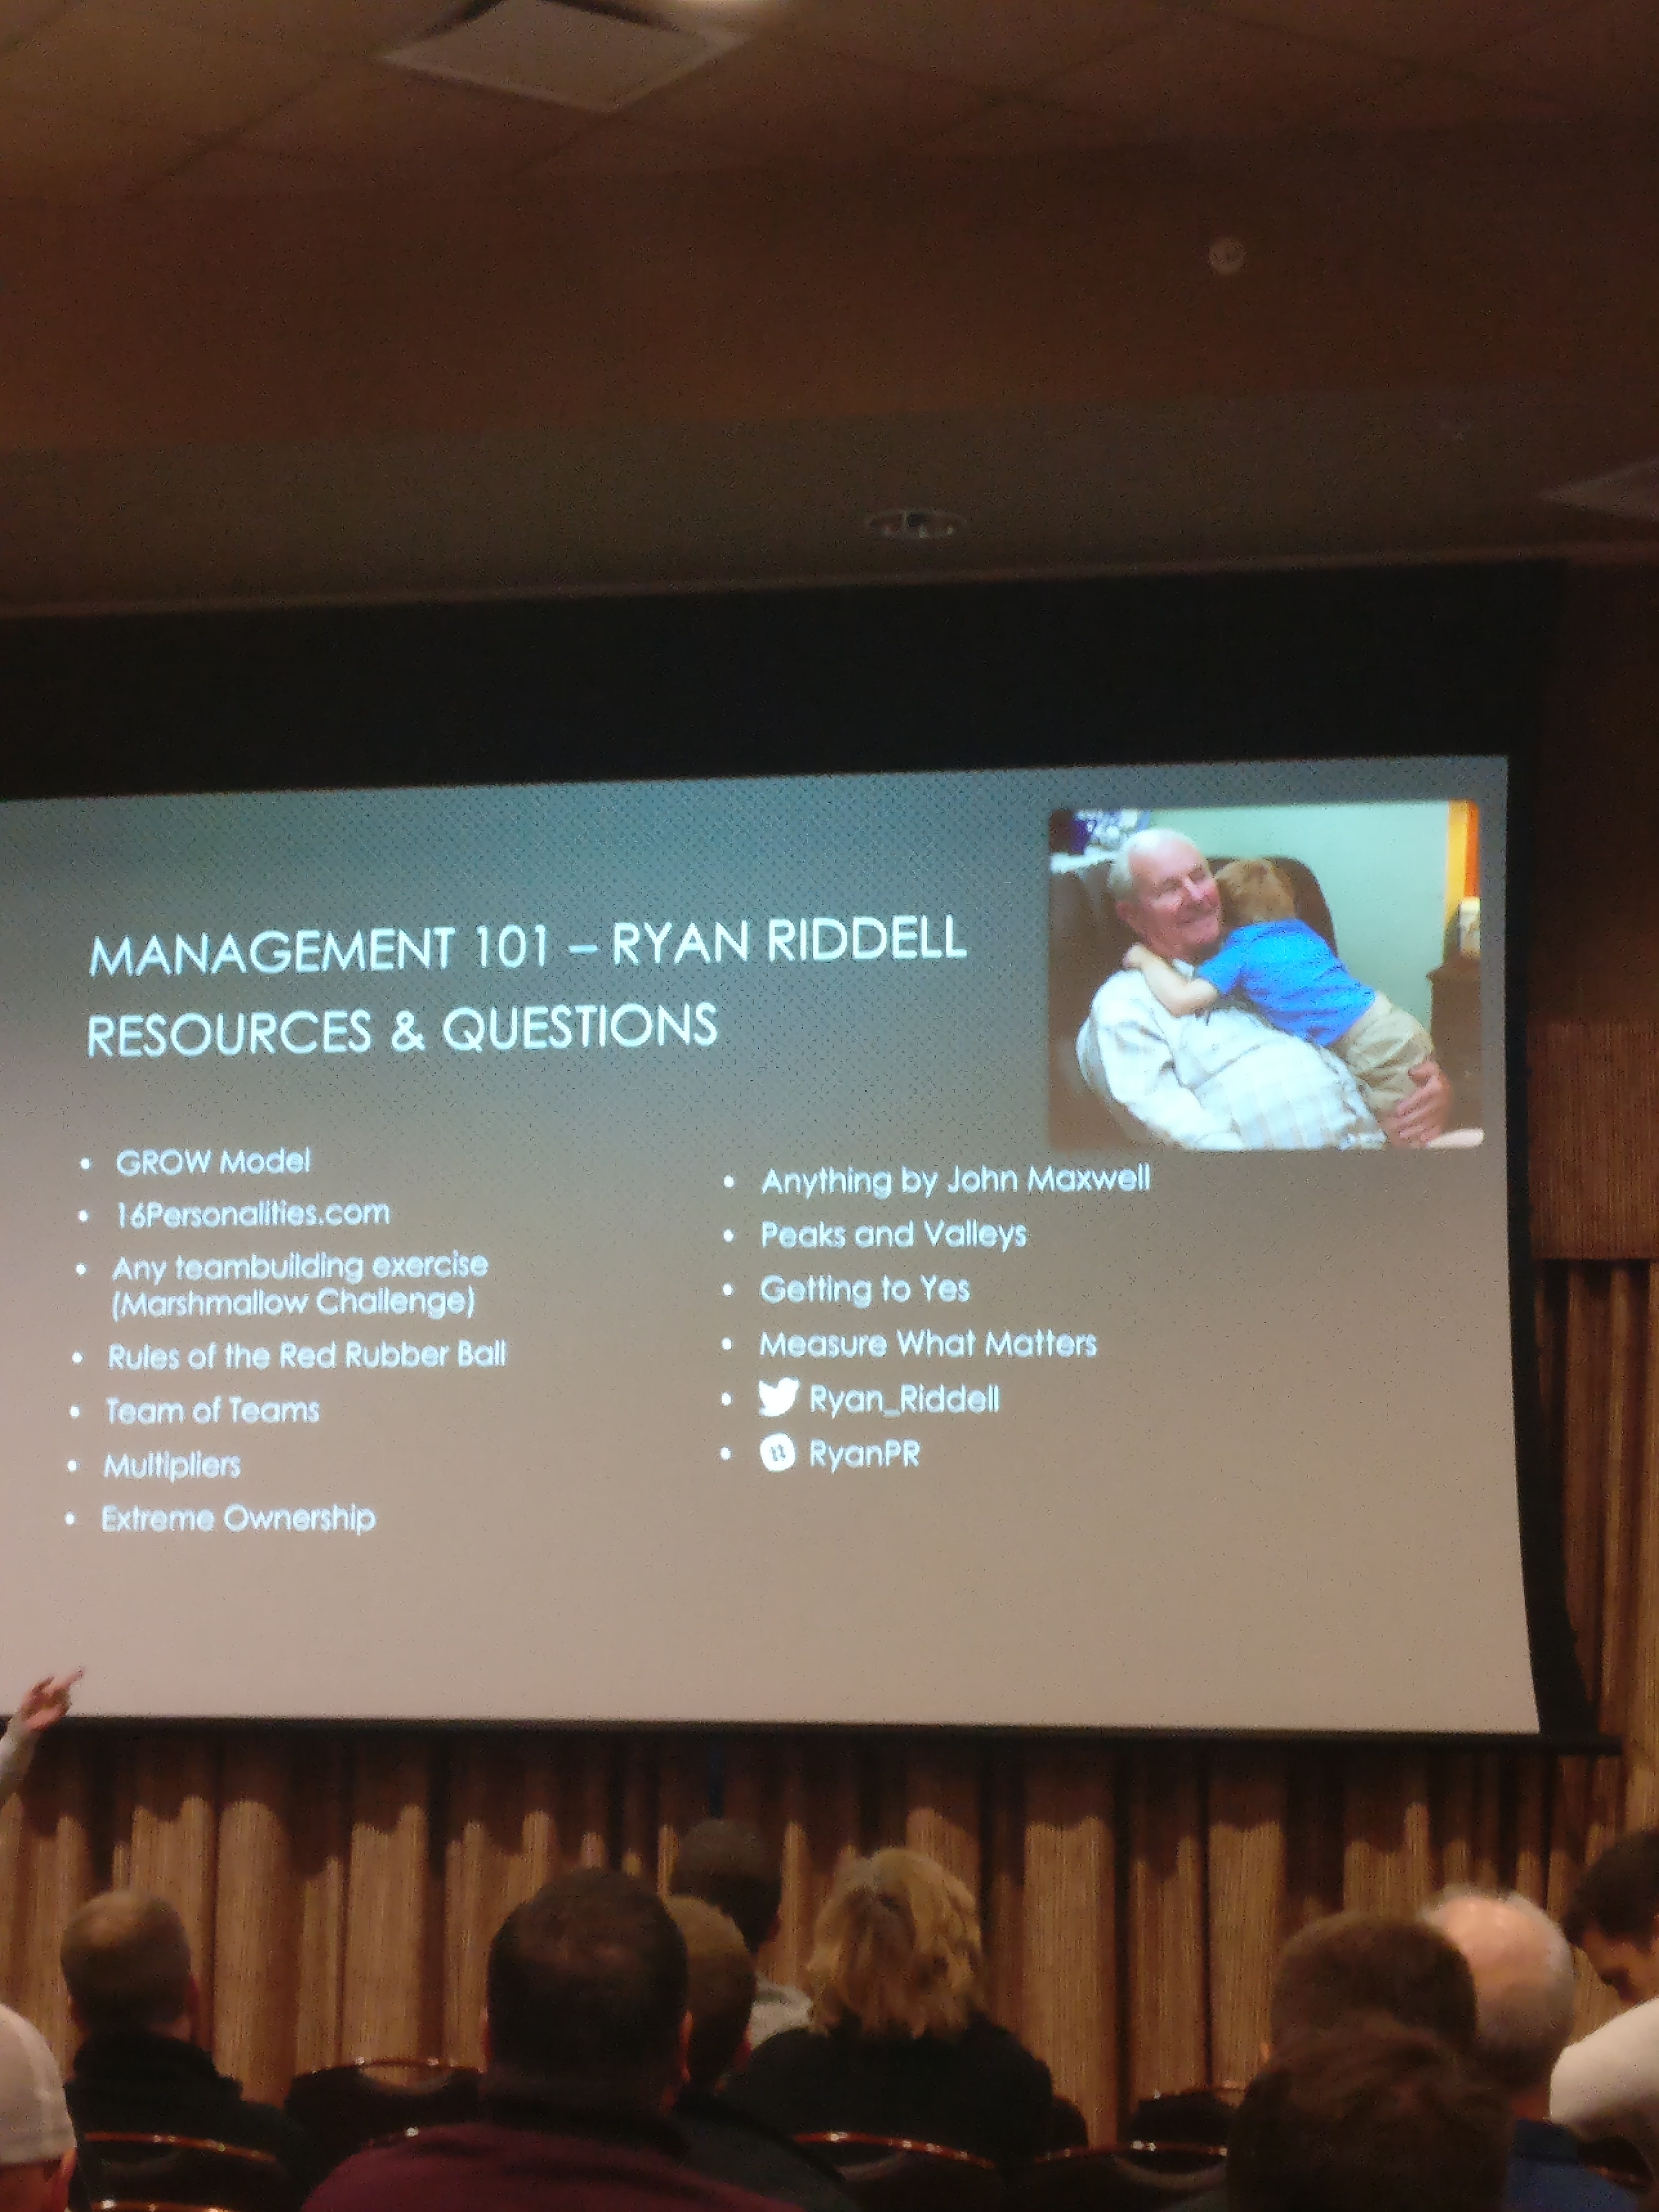 MANAGEMENT 101 – RYAN RIDDELL
RESOURCES & QUESTIONS
• GROW Model
• 16Personalities.com
• Any teambuilding exercise
(Marshmallow Challenge)
• Rules of the Red Rubber Ball
• Team of Teams
• Multipliers
• Extreme Ownership
• Anything by John Maxwell
• Peaks and Valleys
• Getting to Yes
• Measure What Matters
• Ryan_Riddell
• RyanPR